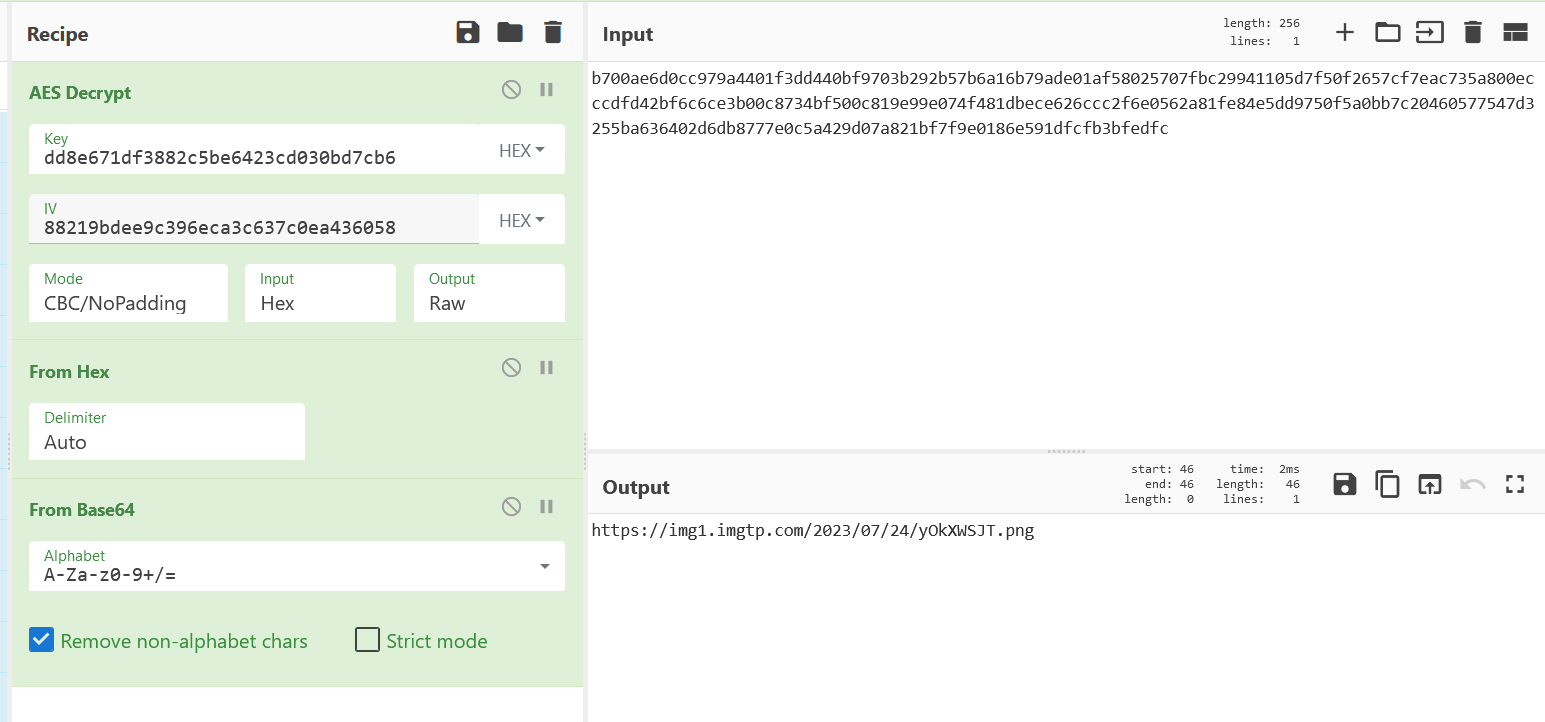 Recipe
AES Decrypt
Key
dd8e671df3882c5be6423cd030bd7cb6
HEX
IV
88219bdee9c396eca3c637c0ea436058
HEX
Mode
CBC/NoPadding
Input
Hex
Output
Raw
From Hex
Delimiter
Auto
From Base64
Alphabet
A-Za-z0-9+/=
Remove non-alphabet chars
Strict mode
Input
length: 256
lines: 1
b700ae6d0cc979a4401f3dd440bf9703b292b57b6a16b79ade01af58025707fbc29941105d7f50f2657cf7eac735a800ec
ccdfd42bf6c6ce3b00c8734bf500c819e99e074f481dbece626ccc2f6e0562a81fe84e5dd9750f5a0bb7c20460577547d3
255ba636402d6db8777e0c5a429d07a821bf7f9e0186e591dfcfb3bfedfc
Output
start: 46 time: 2ms
end: 46 length: 46
length: 0 lines: 1
https://img1.imgtp.com/2023/07/24/yOkXWSJT.png